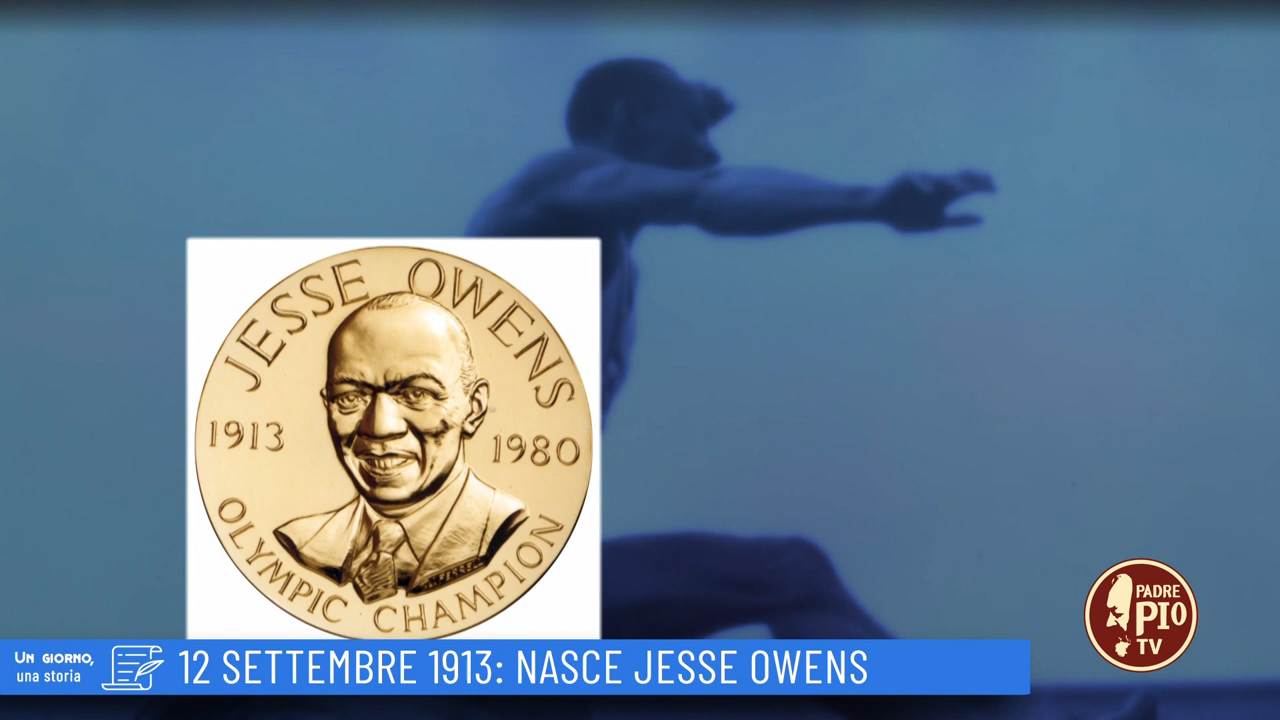 JESSE OWENS
1913
1980
OLYMPIC CHAMPION
UN GIORNO,
una storia
12 SETTEMBRE 1913: NASCE JESSE OWENS
PADRE
PIO
TV